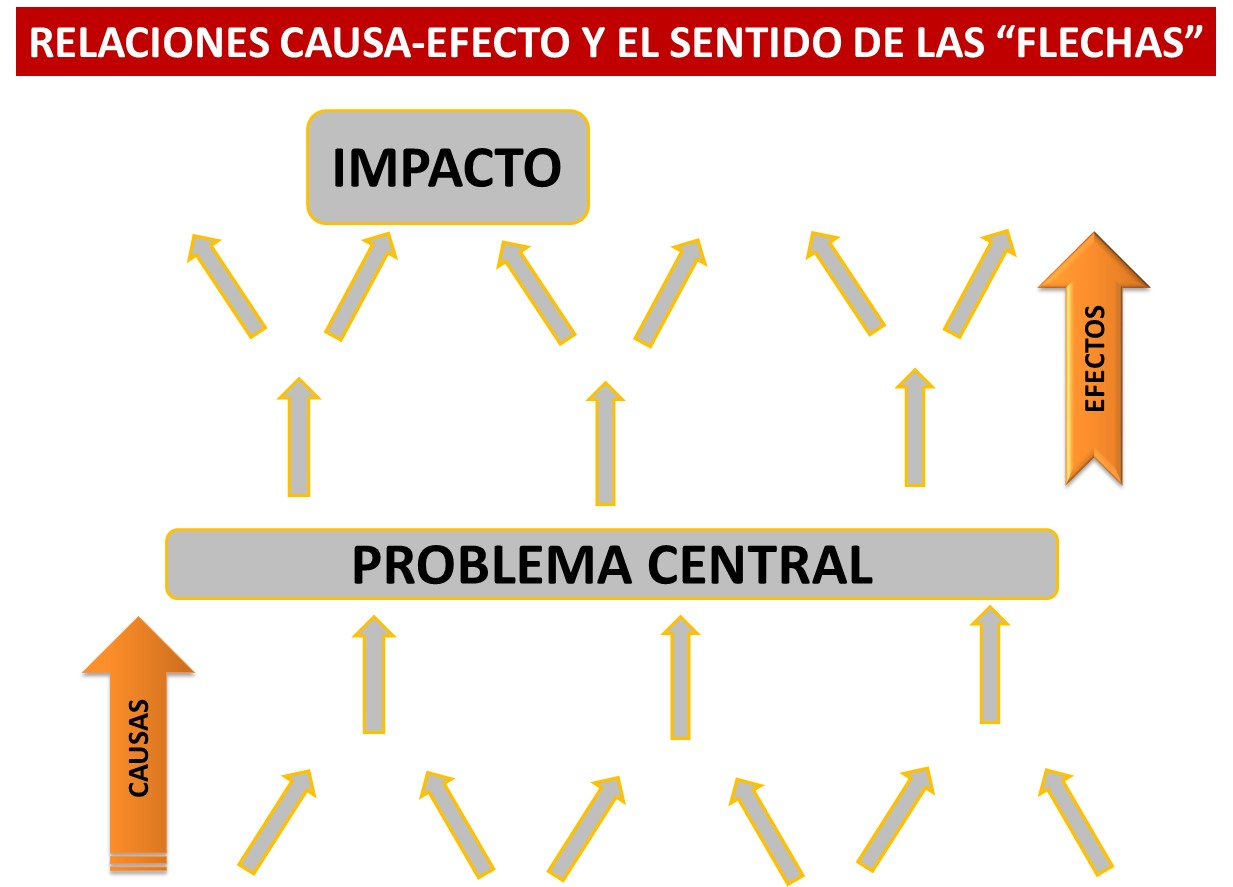 RELACIONES CAUSA-EFECTO Y EL SENTIDO DE LAS “FLECHAS”
IMPACTO
EFECTOS
PROBLEMA CENTRAL
CAUSAS